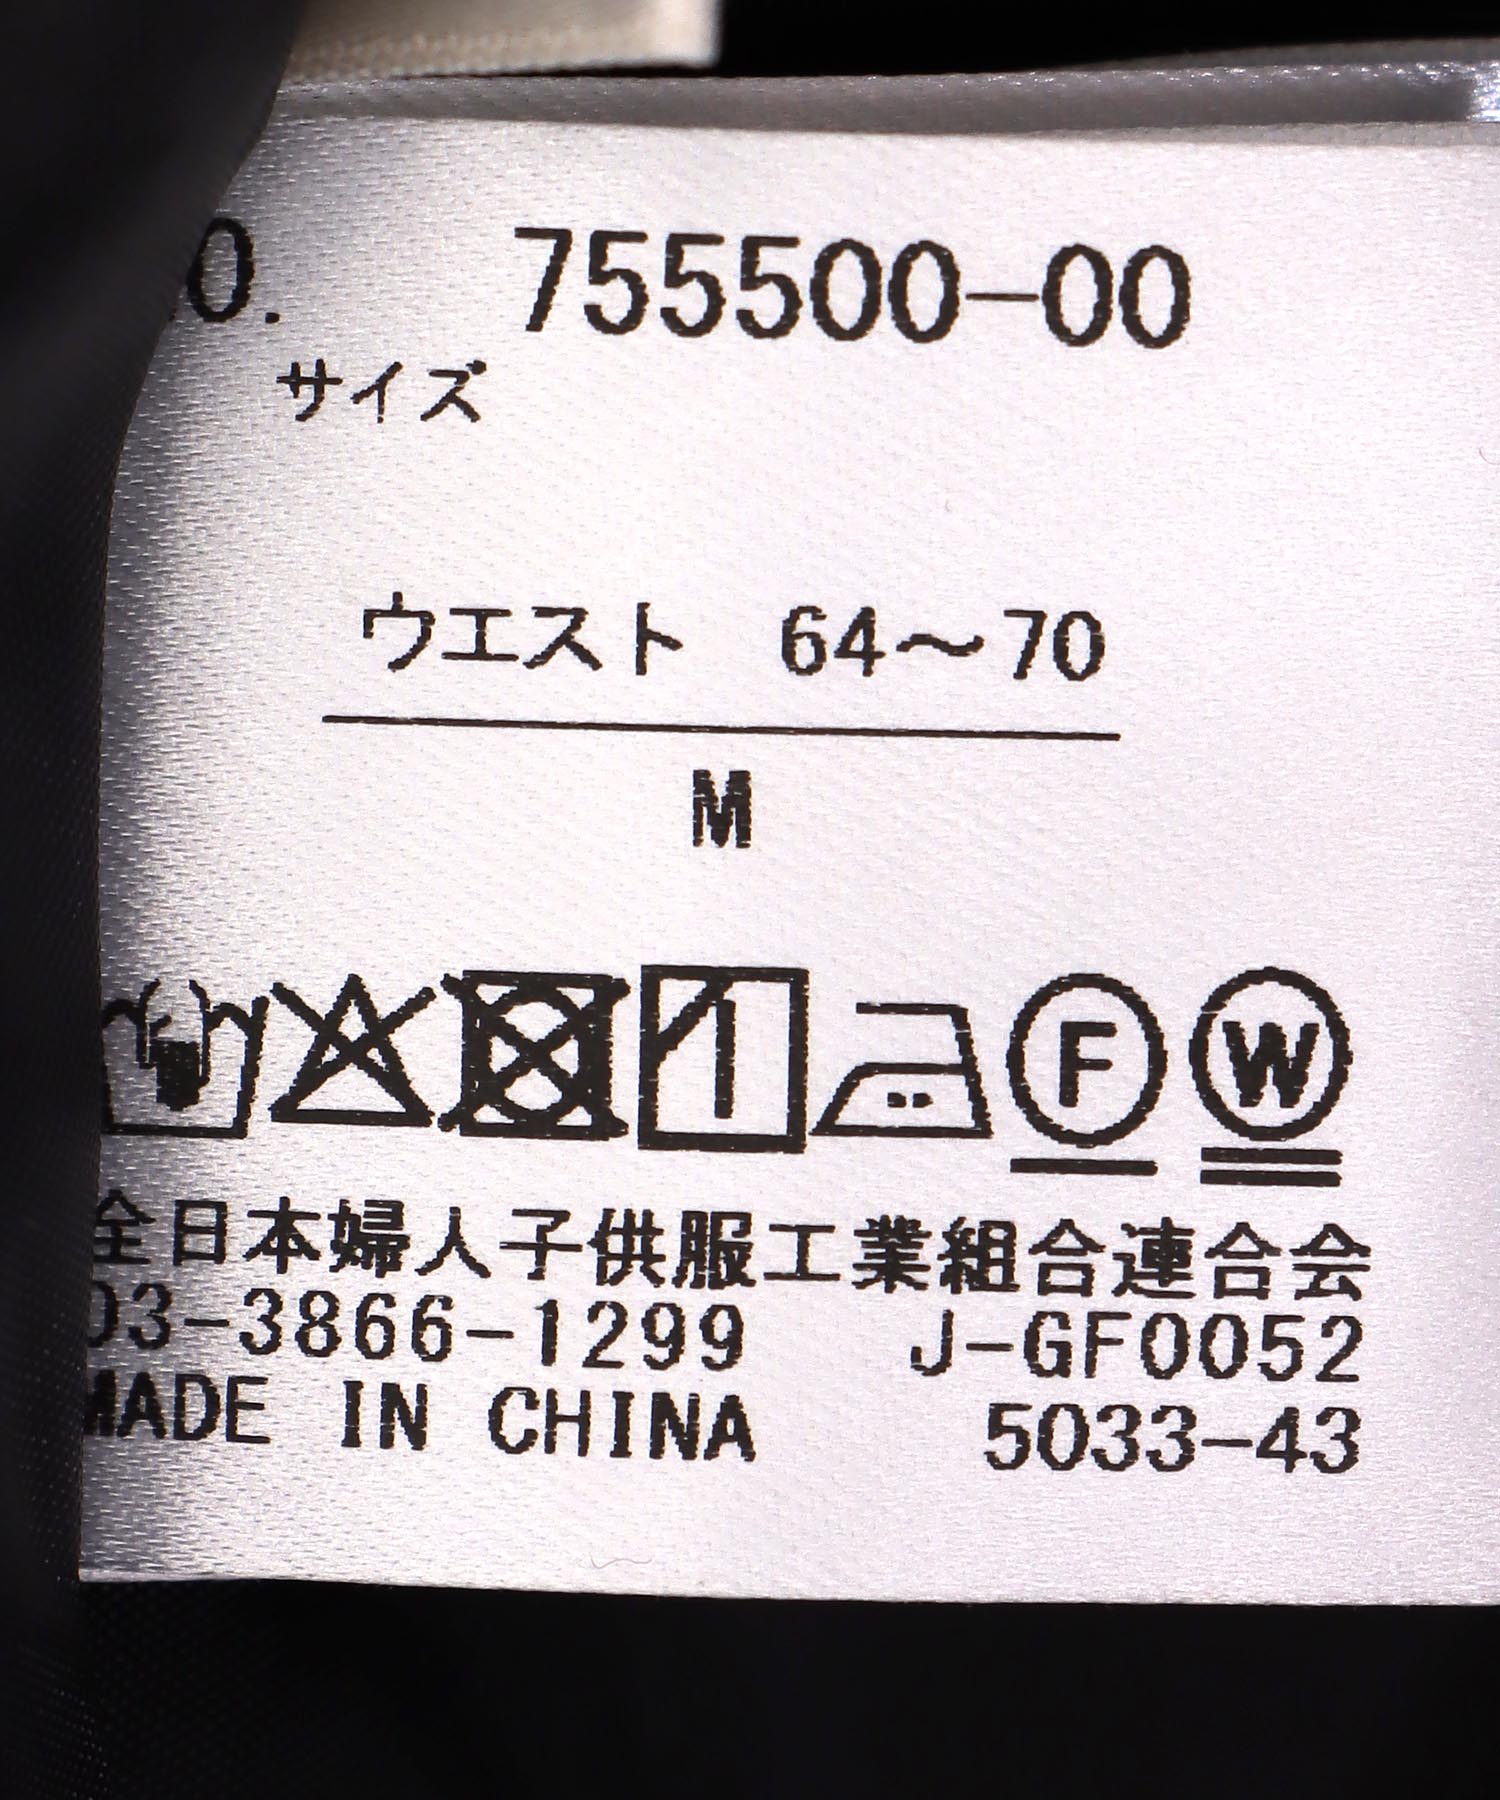 O. 755500-00
サイズ
ウエスト 64〜70
M
F W
全日本婦人子供服工業組合連合会
03-3866-1299 J-GF0052
MADE IN CHINA 5033-43